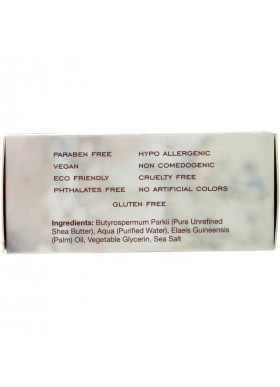 PARABEN FREE HYPO ALLERGENIC
VEGAN NON COMEDOGENIC
ECO FRIENDLY CRUELTY FREE
PHTHALATES FREE NO ARTIFICIAL COLORS
GLUTEN FREE
Ingredients: Butyrospermum Parkii (Pure Unrefined
Shea Butter), Aqua (Purified Water), Elaeis Guineensis
(Palm) Oil, Vegetable Glycerin, Sea Salt